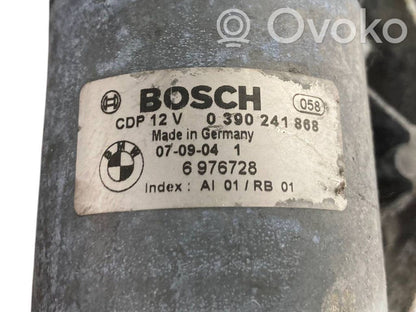 Ovoko
BOSCH
058
CDP 12 V 0 390 241 868
Made in Germany
07-09-04 1
BMW
6 976728
Index : AI 01 / RB 01